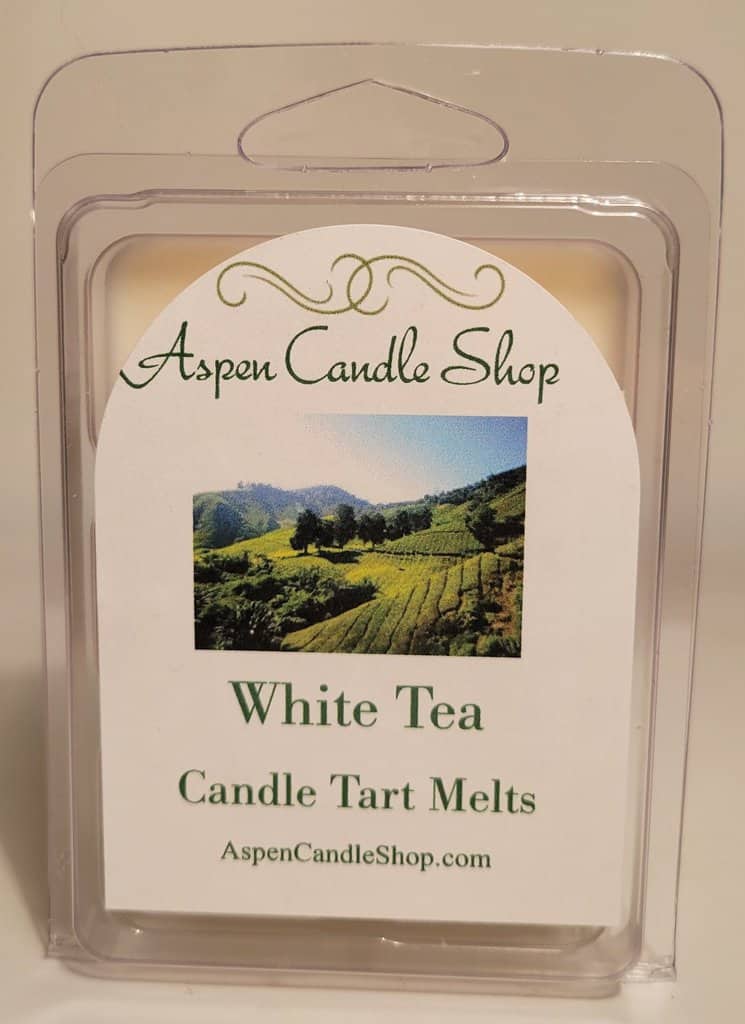 Aspen Candle Shop
White Tea
Candle Tart Melts
AspenCandleShop.com